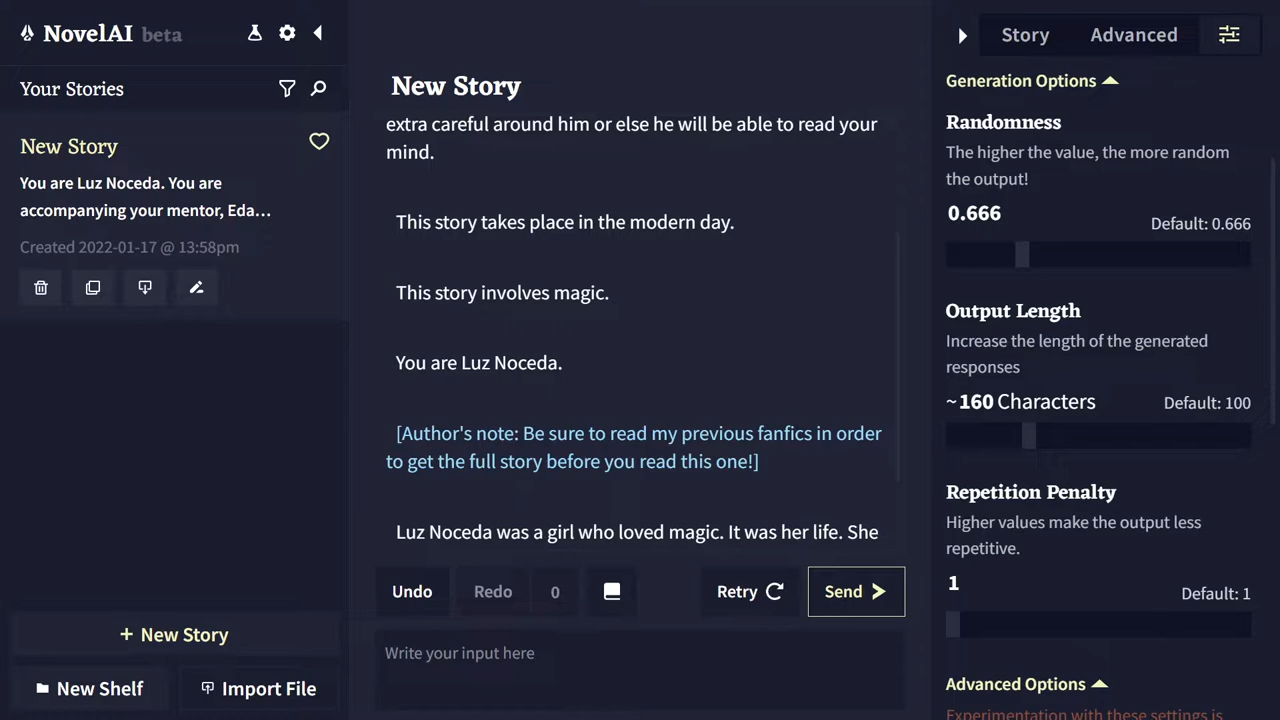 NovelAI beta
Your Stories
New Story
You are Luz Noceda. You are
accompanying your mentor, Eda...
Created 2022-01-17 @ 13:58pm
+ New Story
New Shelf
Import File
New Story
extra careful around him or else he will be able to read your
mind.
This story takes place in the modern day.
This story involves magic.
You are Luz Noceda.
[Author's note: Be sure to read my previous fanfics in order
to get the full story before you read this one!]
Luz Noceda was a girl who loved magic. It was her life. She
Undo
Redo
0
Retry
Send
Write your input here
Story
Advanced
Generation Options
Randomness
The higher the value, the more random
the output!
0.666
Default: 0.666
Output Length
Increase the length of the generated
responses
~160 Characters
Default: 100
Repetition Penalty
Higher values make the output less
repetitive.
1
Default: 1
Advanced Options
Experimentation with these settings is